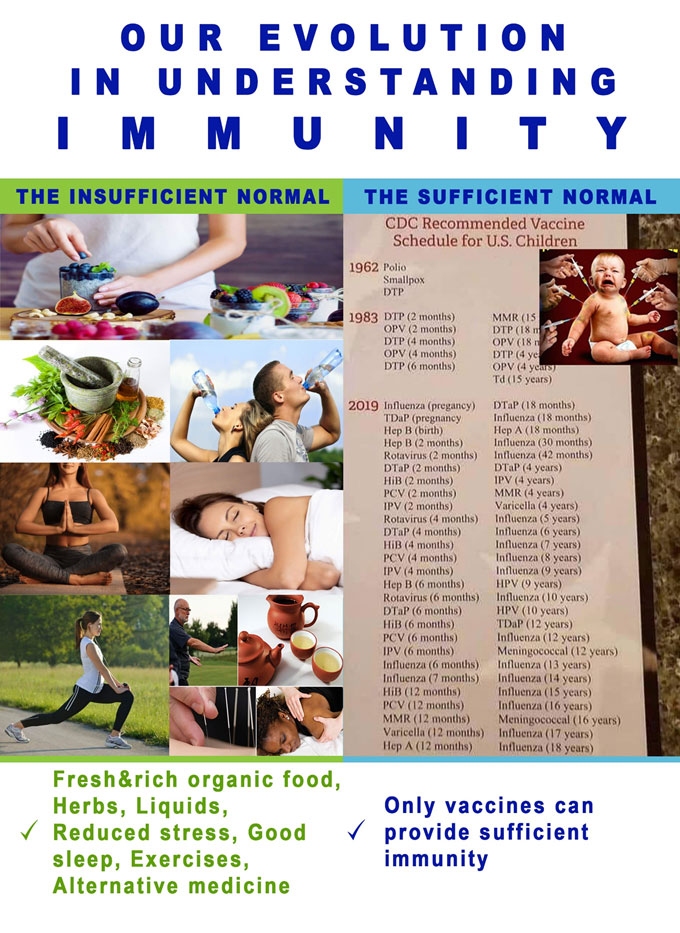 OUR EVOLUTION
IN UNDERSTANDING
IMMUNITY
THE INSUFFICIENT NORMAL
THE SUFFICIENT NORMAL
CDC Recommended Vaccine
Schedule for U.S. Children
1962 Polio
Smallpox
DTP
1983 DTP (2 months)
OPV (2 months)
DTP (4 months)
OPV (4 months)
DTP (6 months)
MMR (15
DTP (18
OPV (18
DTP (4
OPV (4 years)
Td (15 years)
2019 Influenza (pregancy)
TDaP (pregnancy
Hep B (birth)
Hep B (2 months)
Rotavirus (2 months)
DTaP (2 months)
HiB (2 months)
PCV (2 months)
IPV (2 months)
Rotavirus (4 months)
DTaP (4 months)
HiB (4 months)
PCV (4 months)
IPV (4 months)
Hep B (6 months)
Rotavirus (6 months)
DTaP (6 months)
HiB (6 months)
PCV (6 months)
IPV (6 months)
Influenza (6 months)
Influenza (7 months)
HiB (12 months)
PCV (12 months)
MMR (12 months)
Varicella (12 months)
Hep A (12 months)
DTaP (18 months)
Influenza (18 months)
Hep A (18 months)
Influenza (30 months)
Influenza (42 months)
DTaP (4 years)
IPV (4 years)
MMR (4 years)
Varicella (4 years)
Influenza (5 years)
Influenza (6 years)
Influenza (7 years)
Influenza (8 years)
Influenza (9 years)
HPV (9 years)
Influenza (10 years)
HPV (10 years)
TDaP (12 years)
Influenza (12 years)
Meningococcal (12 years)
Influenza (13 years)
Influenza (14 years)
Influenza (15 years)
Influenza (16 years)
Meningococcal (16 years)
Influenza (17 years)
Influenza (18 years)
Fresh&rich organic food,
Herbs, Liquids,
✓ Reduced stress, Good
sleep, Exercises,
Alternative medicine
Only vaccines can
✓ provide sufficient
immunity